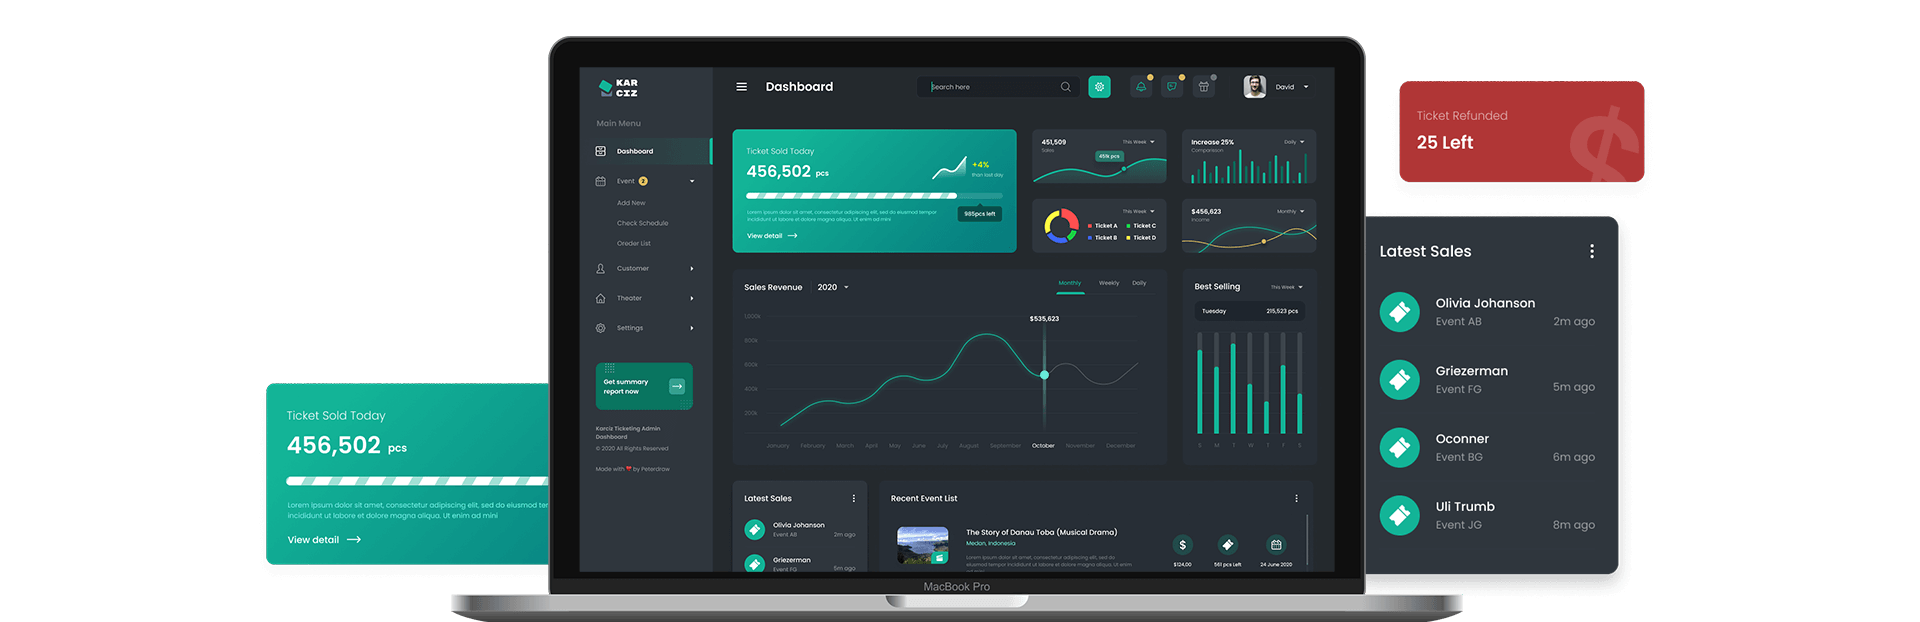 KAR
CIZ
Main Menu
Dashboard
Event 2
Add New
Check Schedule
Oreder List
Customer
Theater
Settings
Get summary
report now
Karciz Ticketing Admin
Dashboard
© 2020 All Rights Reserved
Made with ❤ by Peterdrow
Dashboard
Search here
David
Ticket Sold Today
456,502 pcs
+4%
than last day
Lorem ipsum dolor sit amet, consectetur adipiscing elit, sed do eiusmod tempor
incididunt ut labore et dolore magna aliqua. Ut enim ad mini
985pcs left
View detail
451,509
Sales
This Week
451k pcs
Increase 25%
Comparison
Daily
This Week
Ticket A
Ticket C
Ticket B
Ticket D
$456,623
Income
Monthly
Sales Revenue
2020
Monthly
Weekly
Daily
$535,623
1,200k
800k
600k
400k
200k
January
February
March
April
May
June
July
August
September
October
November
December
Best Selling
This Week
Tuesday
215,523 pcs
S
M
T
W
T
F
S
Latest Sales
Olivia Johanson
Event AB
2m ago
Griezerman
Event FG
5m ago
Recent Event List
The Story of Danau Toba (Musical Drama)
Medan, Indonesia
Lorem ipsum dolor sit amet, consectetur adipiscing elit, sed do eiusmod tempor incididunt ut labore et dolore magna aliqua. Ut enim
$124,00
561 pcs Left
24 June 2020
MacBook Pro
Ticket Sold Today
456,502 pcs
Lorem ipsum dolor sit amet, consectetur adipiscing elit, sed do eiusmod ter
incididunt ut labore et dolore magna aliqua. Ut enim ad mini
View detail
Ticket Refunded
25 Left
$
Latest Sales
Olivia Johanson
Event AB
2m ago
Griezerman
Event FG
5m ago
Oconner
Event BG
6m ago
Uli Trumb
Event JG
8m ago